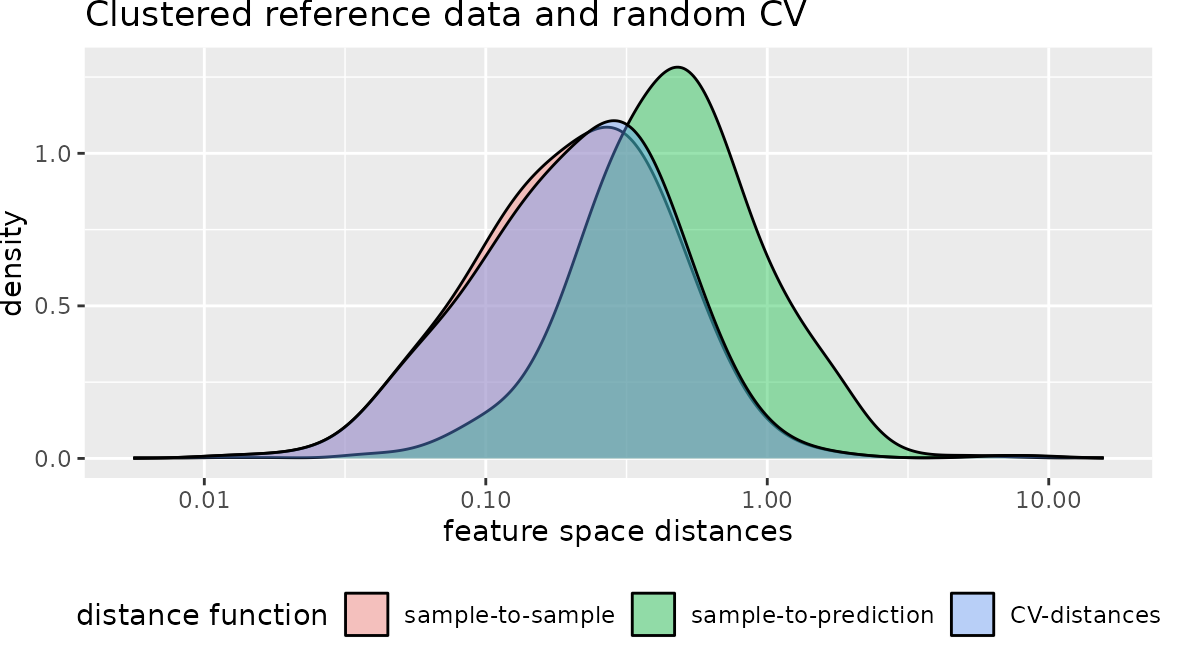 Clustered reference data and random CV
density
1.0
0.5
0.0
0.01 0.10 1.00 10.00
feature space distances
distance function sample-to-sample sample-to-prediction CV-distances